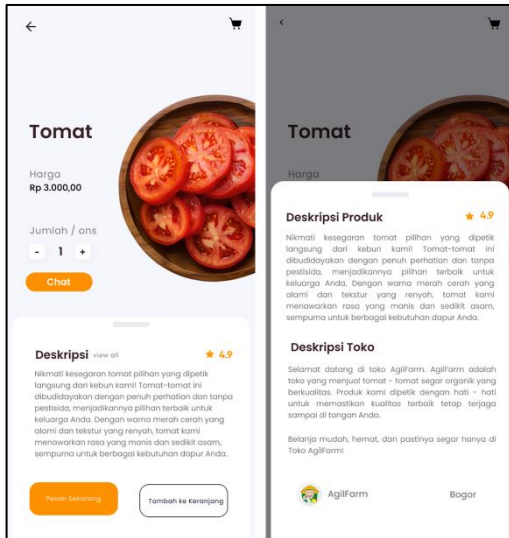 Tomat
Harga
Rp 3.000,00
Jumlah / ons
- 1 +
Chat
Deskripsi view all
4.9
Nikmati kesegaran tomat pilihan yang dipetik
langsung dari kebun kami! Tomat-tomat ini
dibudidayakan dengan penuh perhatian dan tanpa
pestisida, menjadikannya pilihan terbaik untuk
keluarga Anda. Dengan warna merah cerah yang
alami dan tekstur yang renyah, tomat kami
menawarkan rasa yang manis dan sedikit asam,
sempurna untuk berbagai kebutuhan dapur Anda.
Pesan Sekarang
Tambah ke Keranjang
Tomat
Harga
Deskripsi Produk
4.9
Nikmati kesegaran tomat pilihan yang dipetik
langsung dari kebun kami! Tomat-tomat ini
dibudidayakan dengan penuh perhatian dan tanpa
pestisida, menjadikannya pilihan terbaik untuk
keluarga Anda. Dengan warna merah cerah yang
alami dan tekstur yang renyah, tomat kami
menawarkan rasa yang manis dan sedikit asam,
sempurna untuk berbagai kebutuhan dapur Anda.
Deskripsi Toko
Selamat datang di toko AgilFarm. AgilFarm adalah
toko yang menjual tomat - tomat segar organik yang
berkualitas. Produk kami dipetik dengan hati - hati
untuk memastikan kualitas terbaik tetap terjaga
sampai di tangan Anda.
Belanja mudah, hemat, dan pastinya segar hanya di
Toko AgilFarm!
AgilFarm
Bogor